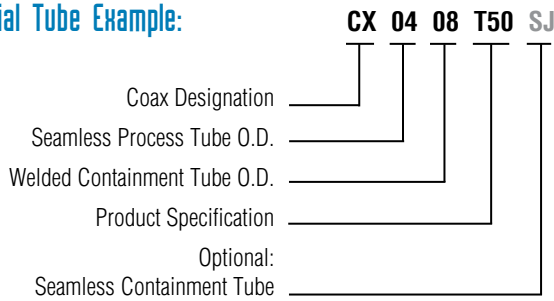 ial Tube Example:
CX 04 08 T50 SJ
Coax Designation
Seamless Process Tube O.D.
Welded Containment Tube O.D.
Product Specification
Optional:
Seamless Containment Tube